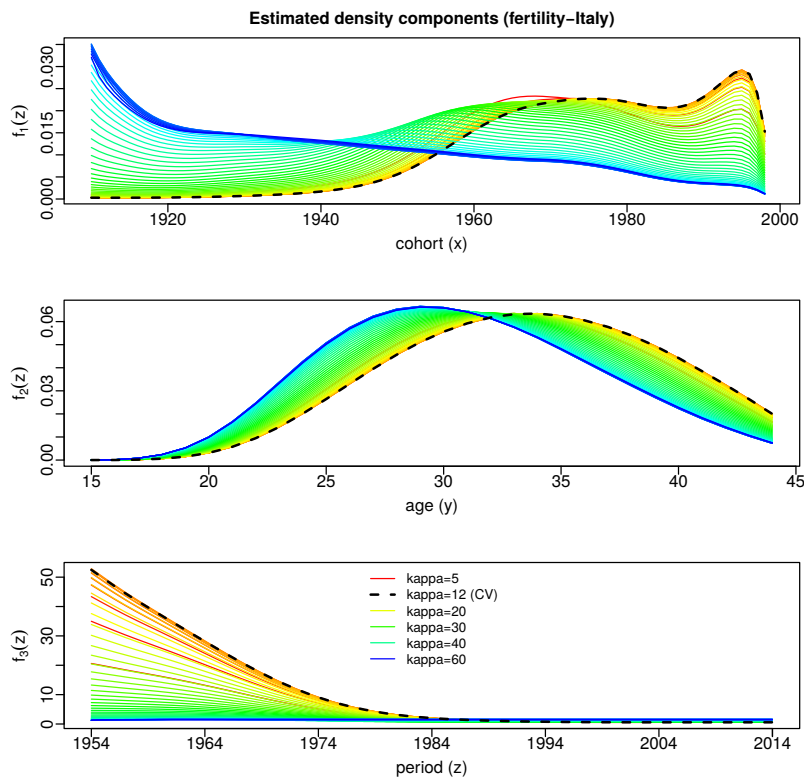 Estimated density components (fertility−Italy)
f1(z)
0.000
0.015
0.030
1920 1940 1960 1980 2000
cohort (x)
f2(z)
0.00
0.03
0.06
15 20 25 30 35 40 45
age (y)
f3(z)
0
10
30
50
kappa=5
kappa=12 (CV)
kappa=20
kappa=30
kappa=40
kappa=60
1954 1964 1974 1984 1994 2004 2014
period (z)